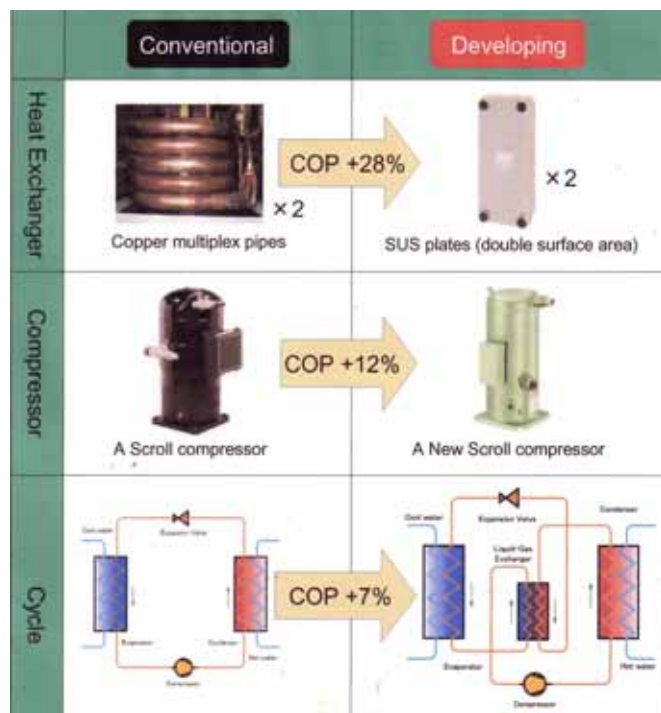 Conventional
Developing
Heat Exchanger
COP +28%
×2
×2
Copper multiplex pipes
SUS plates (double surface area)
Compressor
COP +12%
A Scroll compressor
A New Scroll compressor
Cycle
Cool water
Expansion Valve
Evaporator
Condenser
Hot water
Compressor
COP +7%
Cool water
Expansion Valve
Condenser
Liquid Gas
Exchanger
Evaporator
Hot water
Compressor